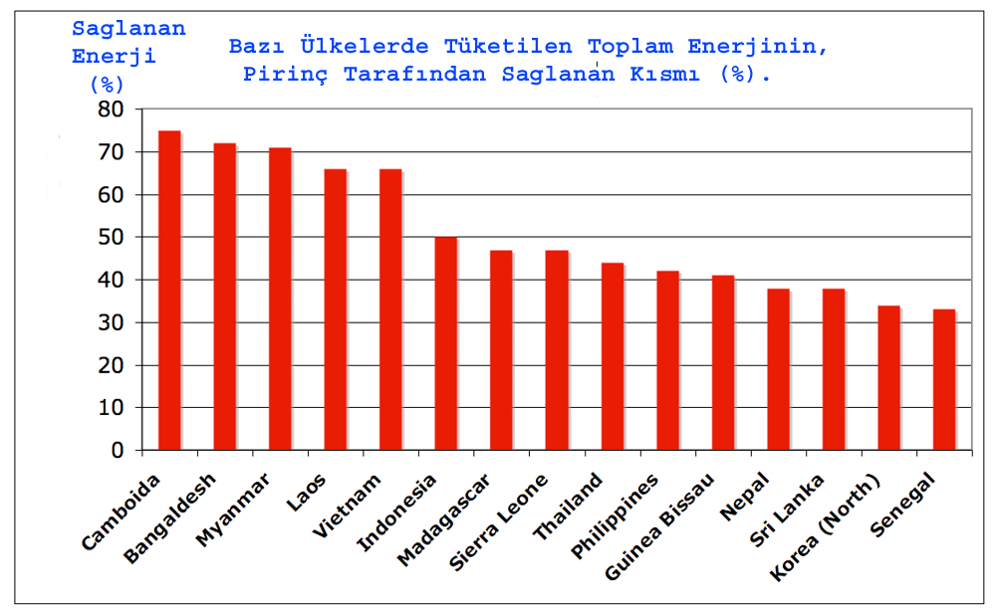 Saglanan
Enerji
(%)
Bazı Ülkelerde Tüketilen Toplam Enerjinin,
Pirinç Tarafından Saglanan Kısmı (%).
80
70
60
50
40
30
20
10
0
Camboida
Bangaldesh
Myanmar
Laos
Vietnam
Indonesia
Madagascar
Sierra Leone
Thailand
Philippines
Guinea Bissau
Nepal
Sri Lanka
Korea (North)
Senegal